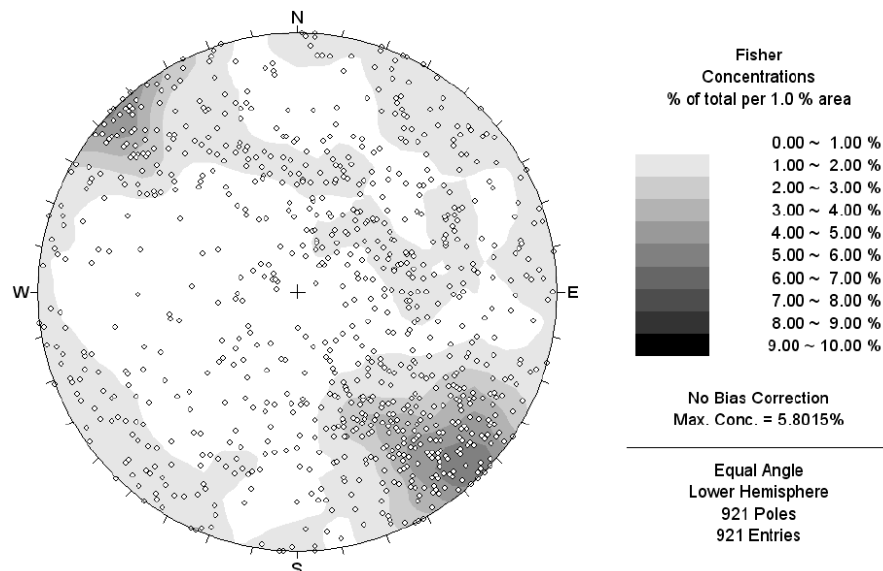 N
W
E
S
Fisher
Concentrations
% of total per 1.0 % area
0.00 ~ 1.00 %
1.00 ~ 2.00 %
2.00 ~ 3.00 %
3.00 ~ 4.00 %
4.00 ~ 5.00 %
5.00 ~ 6.00 %
6.00 ~ 7.00 %
7.00 ~ 8.00 %
8.00 ~ 9.00 %
9.00 ~ 10.00 %
No Bias Correction
Max. Conc. = 5.8015%
Equal Angle
Lower Hemisphere
921 Poles
921 Entries